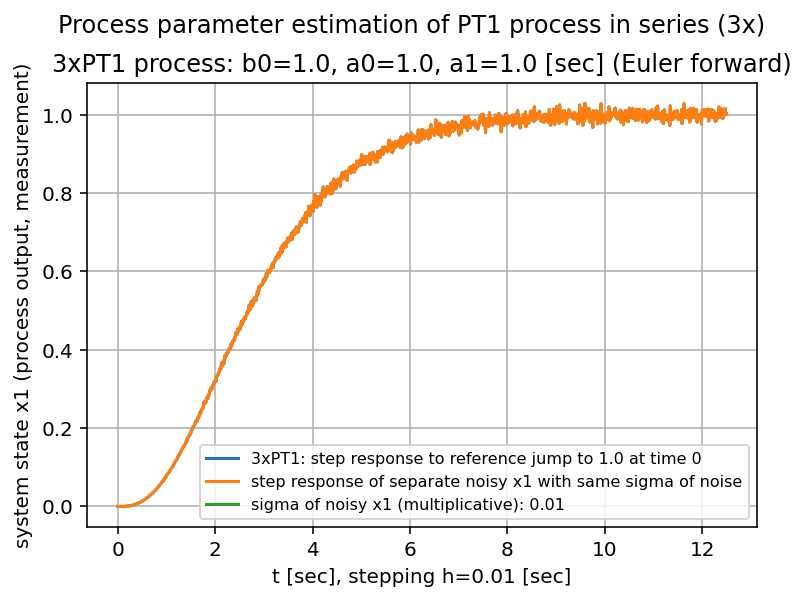 Process parameter estimation of PT1 process in series (3x)
3xPT1 process: b0=1.0, a0=1.0, a1=1.0 [sec] (Euler forward)
system state x1 (process output, measurement)
1.0
0.8
0.6
0.4
0.2
0.0
3xPT1: step response to reference jump to 1.0 at time 0
step response of separate noisy x1 with same sigma of noise
sigma of noisy x1 (multiplicative): 0.01
0 2 4 6 8 10 12
t [sec], stepping h=0.01 [sec]